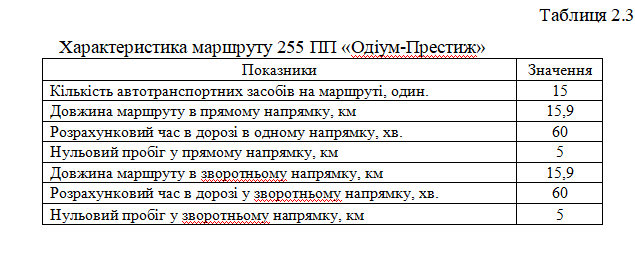 Таблиця 2.3
Характеристика маршруту 255 ПП «Одіум-Престиж»
Показники Значення
Кількість автотранспортних засобів на маршруті, один. 15
Довжина маршруту в прямому напрямку, км 15,9
Розрахунковий час в дорозі в одному напрямку, хв. 60
Нульовий пробіг у прямому напрямку, км 5
Довжина маршруту в зворотньому напрямку, км 15,9
Розрахунковий час в дорозі у зворотньому напрямку, хв. 60
Нульовий пробіг у зворотньому напрямку, км 5